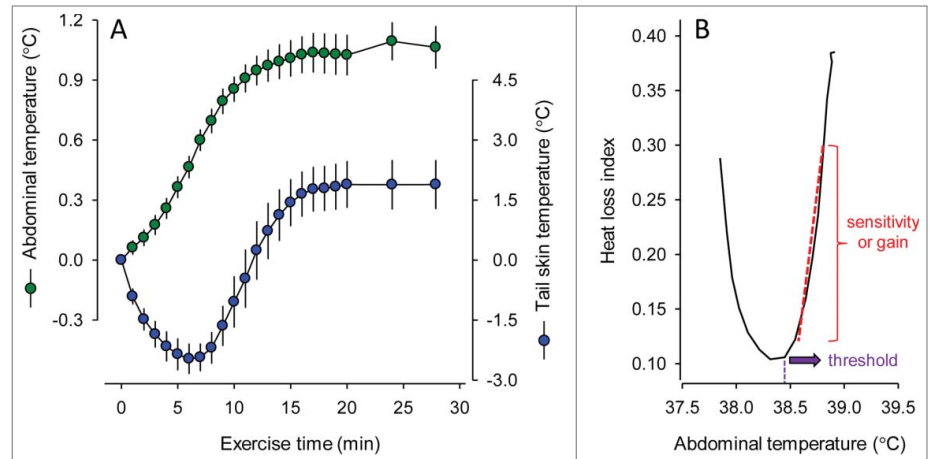 A
Abdominal temperature (°C)
1.2
0.9
0.6
0.3
0.0
-0.3
4.5
3.0
1.5
0.0
-1.5
-3.0
Tail skin temperature (°C)
0 5 10 15 20 25 30
Exercise time (min)
B
Heat loss index
0.40
0.35
0.30
0.25
0.20
0.15
0.10
sensitivity
or gain
threshold
37.5 38.0 38.5 39.0 39.5
Abdominal temperature (°C)